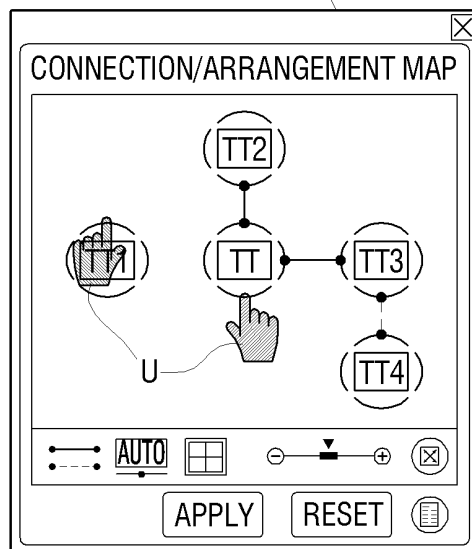 CONNECTION/ARRANGEMENT MAP
TT2
TT1
TT
TT3
TT4
U
AUTO
APPLY
RESET